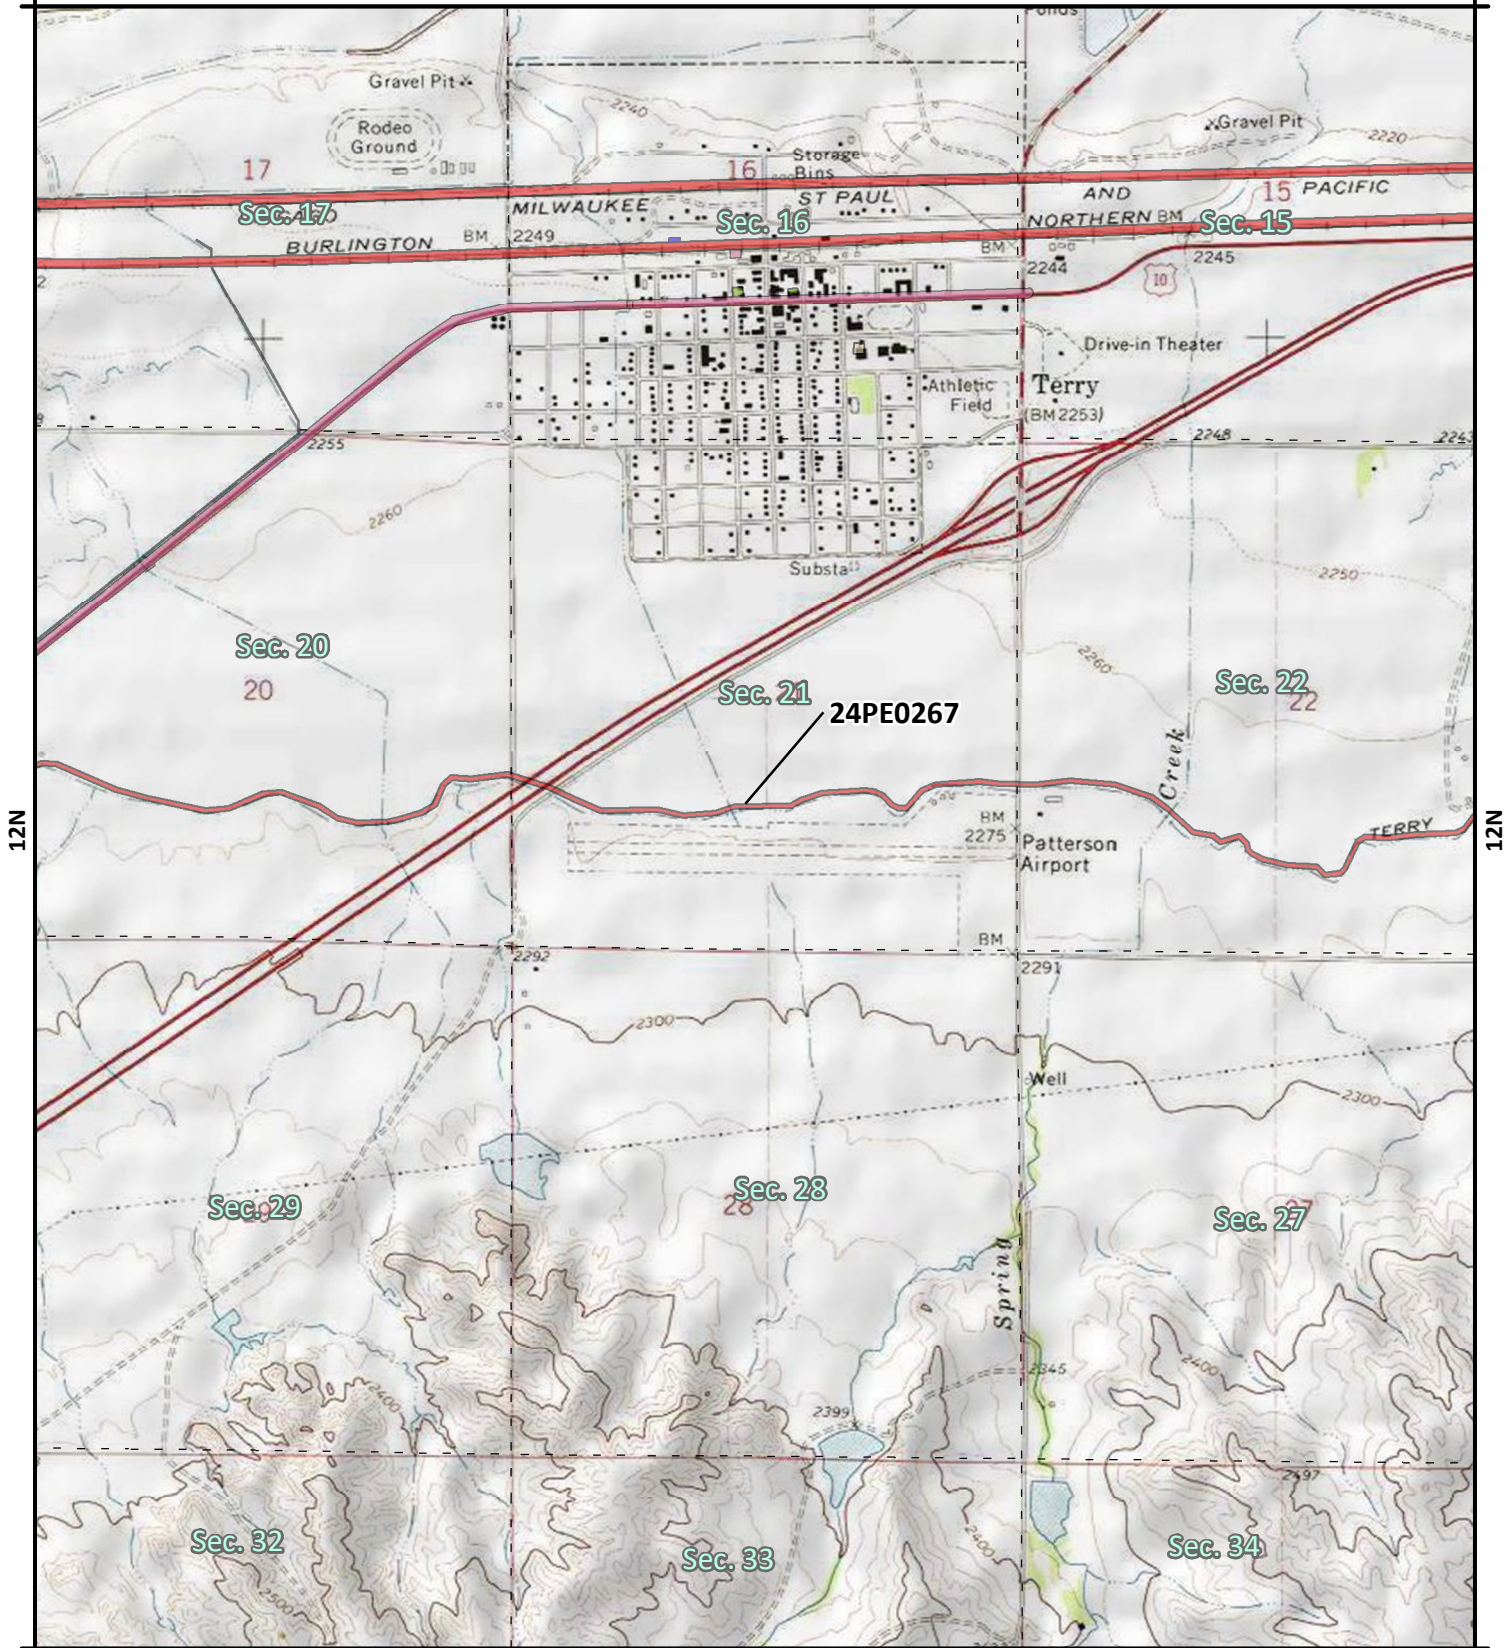 Ponds
Gravel Pit
Rodeo
Ground
2240
Gravel Pit
2220
17
16
Storage
Bins
15
PACIFIC
AND
ST PAUL
MILWAUKEE
Sec. 17
Sec. 16
NORTHERN
BM
Sec. 15
BURLINGTON
BM
2249
BM
2244
2245
10
Drive-in Theater
Athletic
Field
Terry
(BM 2253)
2255
2248
2243
2260
Substa
2250
Sec. 20
20
2260
Sec. 21
Sec. 22
22
24PE0267
Creek
12N
12N
BM
2275
TERRY
Patterson
Airport
BM
2292
2291
2300
Well
2300
Sec. 29
Sec. 28
28
Sec. 27
27
Spring
2345
2400
2400
2399
2497
Sec. 32
Sec. 33
Sec. 34
2400
2500